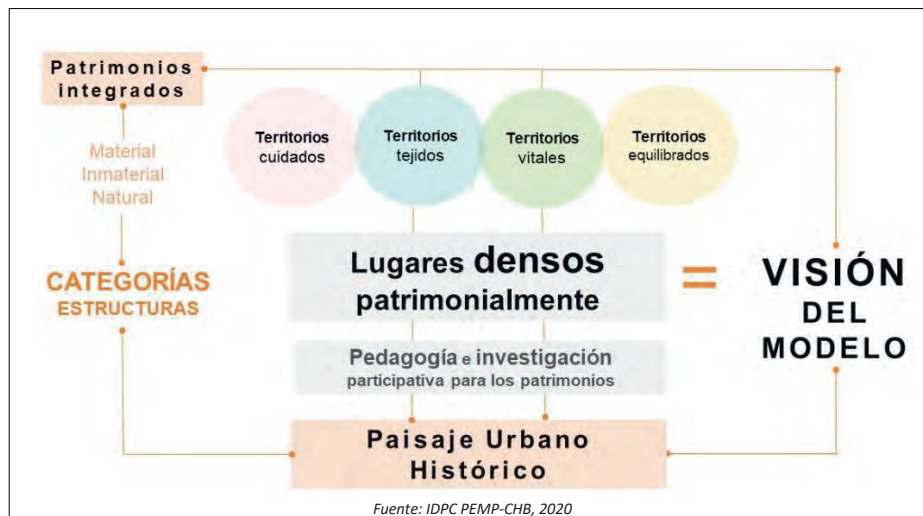 Patrimonios
integrados
Material
Inmaterial
Natural
CATEGORÍAS
ESTRUCTURAS
Territorios
cuidados
Territorios
tejidos
Territorios
vitales
Territorios
equilibrados
Lugares densos
patrimonialmente
Pedagogía e investigación
participativa para los patrimonios
Paisaje Urbano
Histórico
=
VISIÓN
DEL
MODELO
Fuente: IDPC PEMP-CHB, 2020